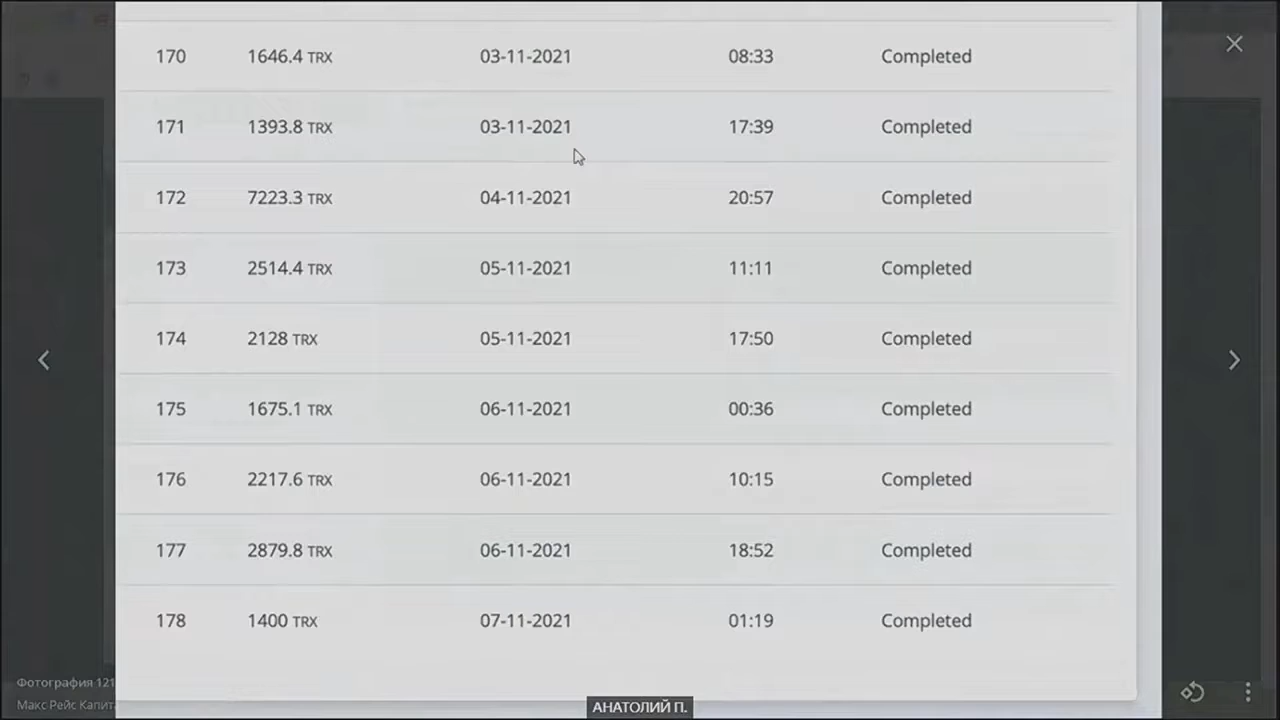 170 1646.4 TRX 03-11-2021 08:33 Completed
171 1393.8 TRX 03-11-2021 17:39 Completed
172 7223.3 TRX 04-11-2021 20:57 Completed
173 2514.4 TRX 05-11-2021 11:11 Completed
174 2128 TRX 05-11-2021 17:50 Completed
175 1675.1 TRX 06-11-2021 00:36 Completed
176 2217.6 TRX 06-11-2021 10:15 Completed
177 2879.8 TRX 06-11-2021 18:52 Completed
178 1400 TRX 07-11-2021 01:19 Completed
Фотография 121
Макс Рейс Капит
АНАТОЛИЙ П.